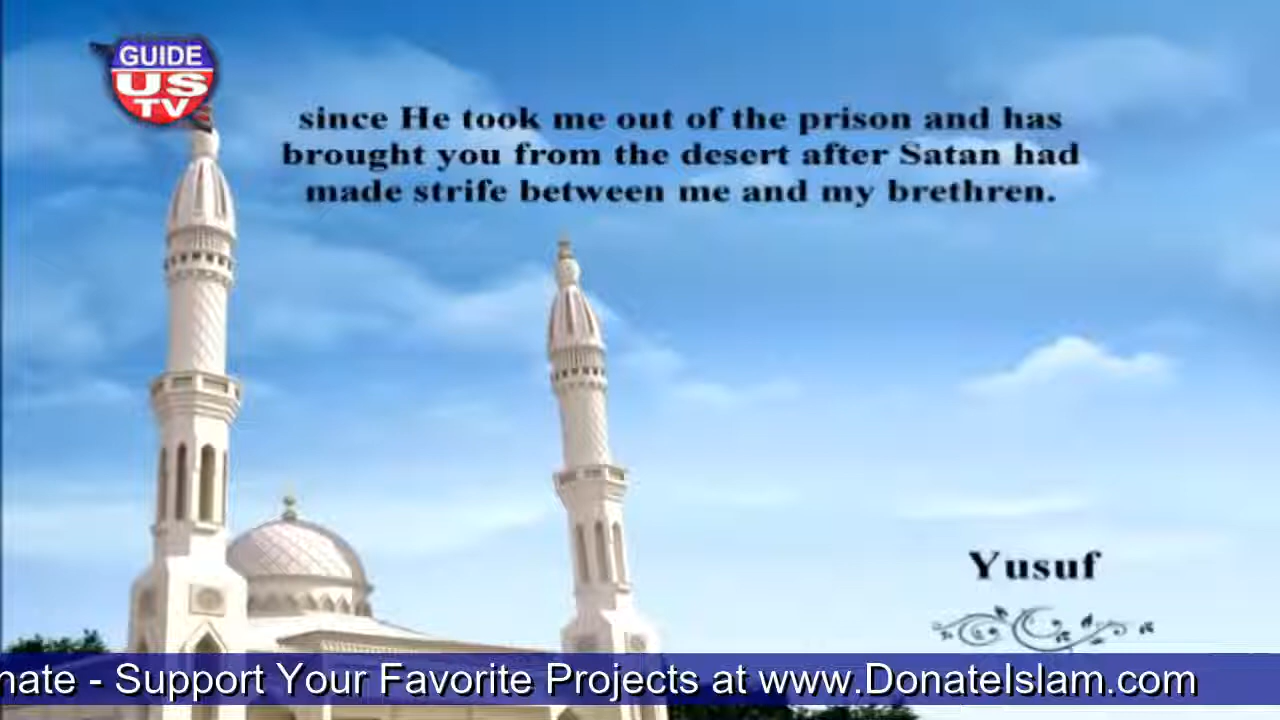 GUIDE
US
TV
since He took me out of the prison and has
brought you from the desert after Satan had
made strife between me and my brethren.
Yusuf
nate - Support Your Favorite Projects at www.DonateIslam.com